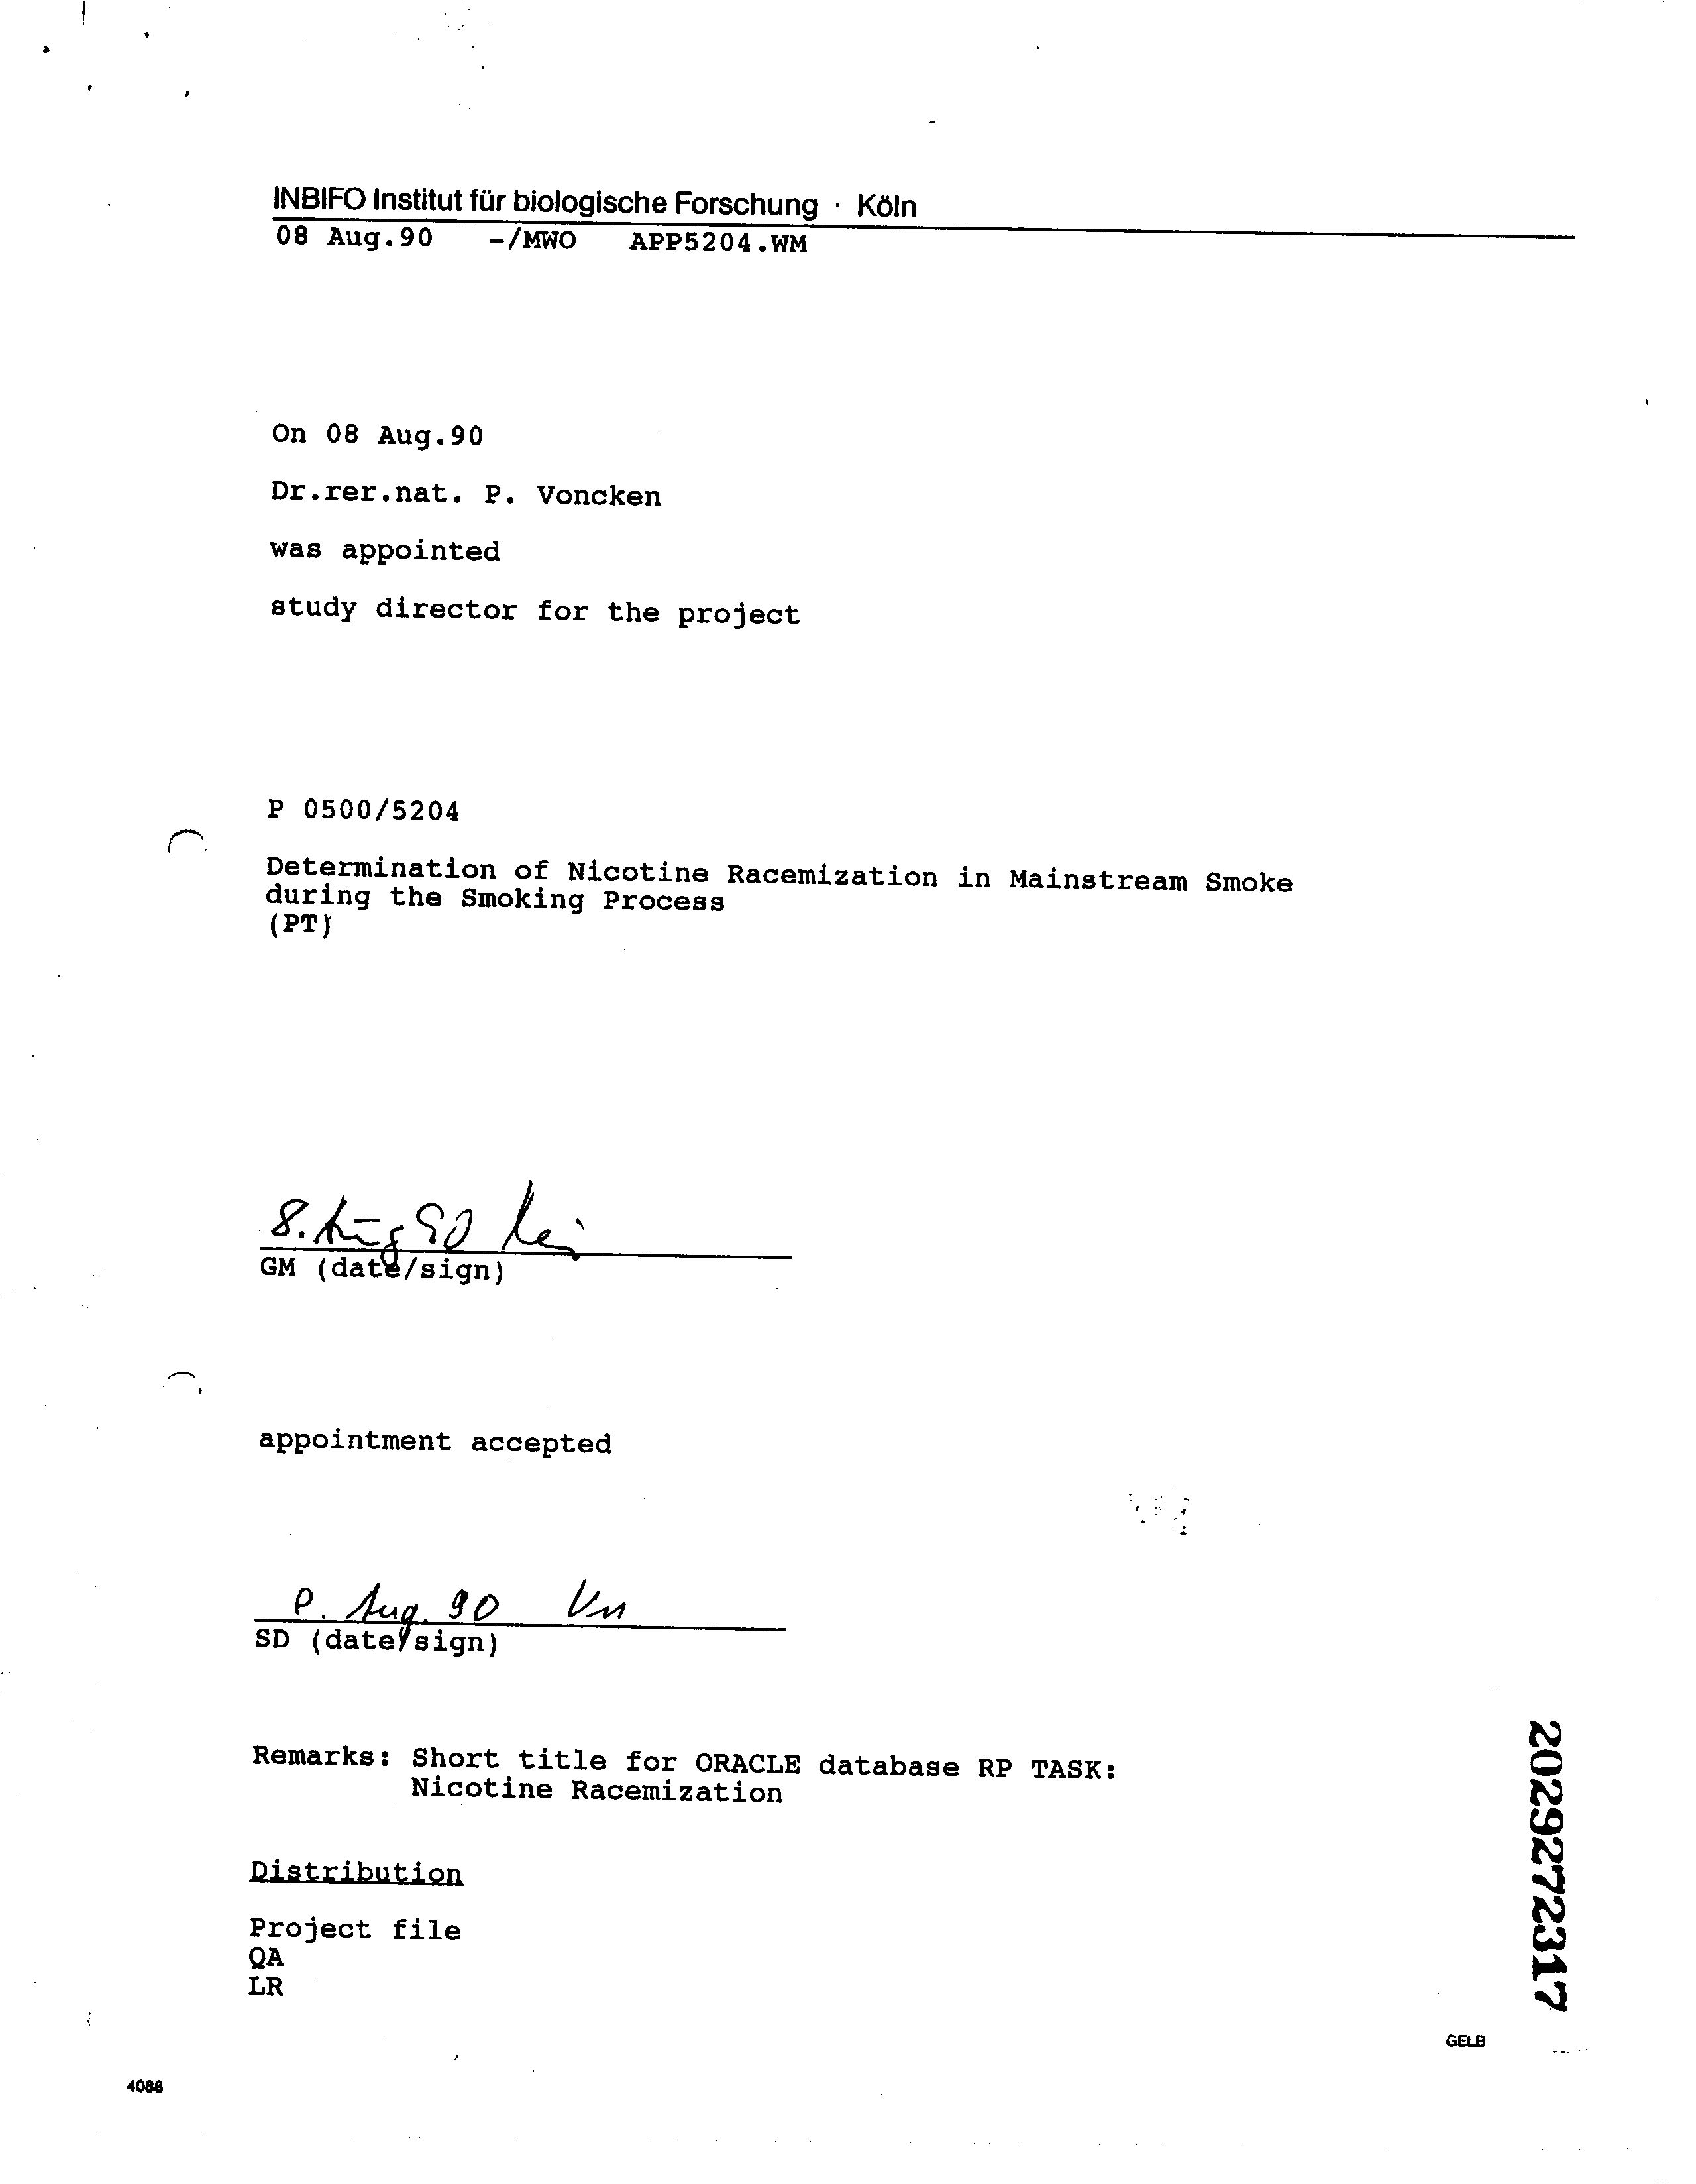 INBIFO Institut für biologische Forschung · Köln
08 Aug.90 -/MWO APP5204.WM
On 08 Aug.90
Dr.rer.nat. P. Voncken
was appointed
study director for the project
P 0500/5204
Determination of Nicotine Racemization in Mainstream Smoke
during the Smoking Process
(PT)
8. Aug 90
GM (date/sign)
appointment accepted
Aug. 90
SD (date/sign)
Remarks: Short title for ORACLE database RP TASK:
Nicotine Racemization
Distribution
Project file
QA
LR
2029272317
GELB
4088